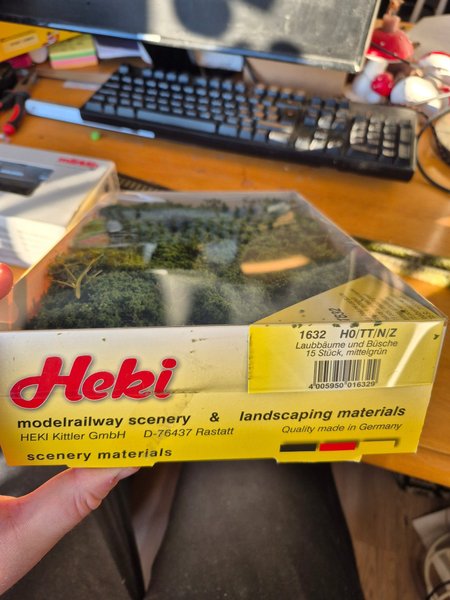 märklin
1632 H0/TT/N/Z
Laubbäume und Büsche
15 Stück, mittelgrün
4 005950 016329
Heki
modelrailway scenery & landscaping materials
HEKI Kittler GmbH D-76437 Rastatt
Quality made in Germany
scenery materials